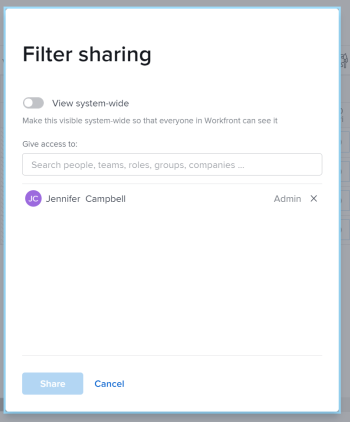 Filter sharing
View system-wide
Make this visible system-wide so that everyone in Workfront can see it
Give access to:
Search people, teams, roles, groups, companies ...
JC Jennifer Campbell Admin
Share Cancel